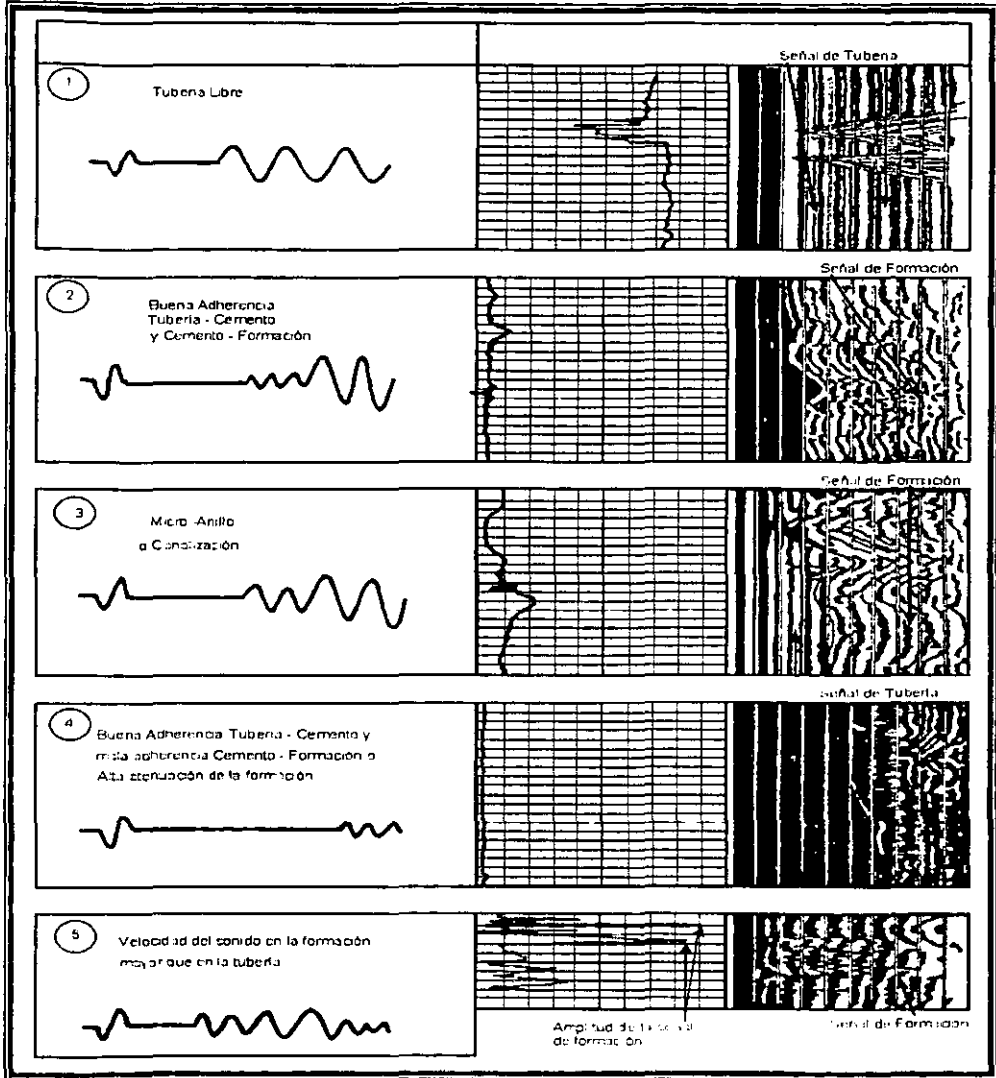 Señal de Tubería
1
Tubería Libre
Señal de Formación
2
Buena Adherencia
Tubería - Cemento
y Cemento - Formación
Señal de Formación
3
Micro -Anillo
o Canalización
Señal de Tubería
4
Buena Adherencia Tubería - Cemento y
mala adherencia Cemento - Formación o
Alta atenuación de la formación
5
Velocidad del sonido en la formación
mayor que en la tubería
Amplitud de la señal
de formación
Señal de Formación